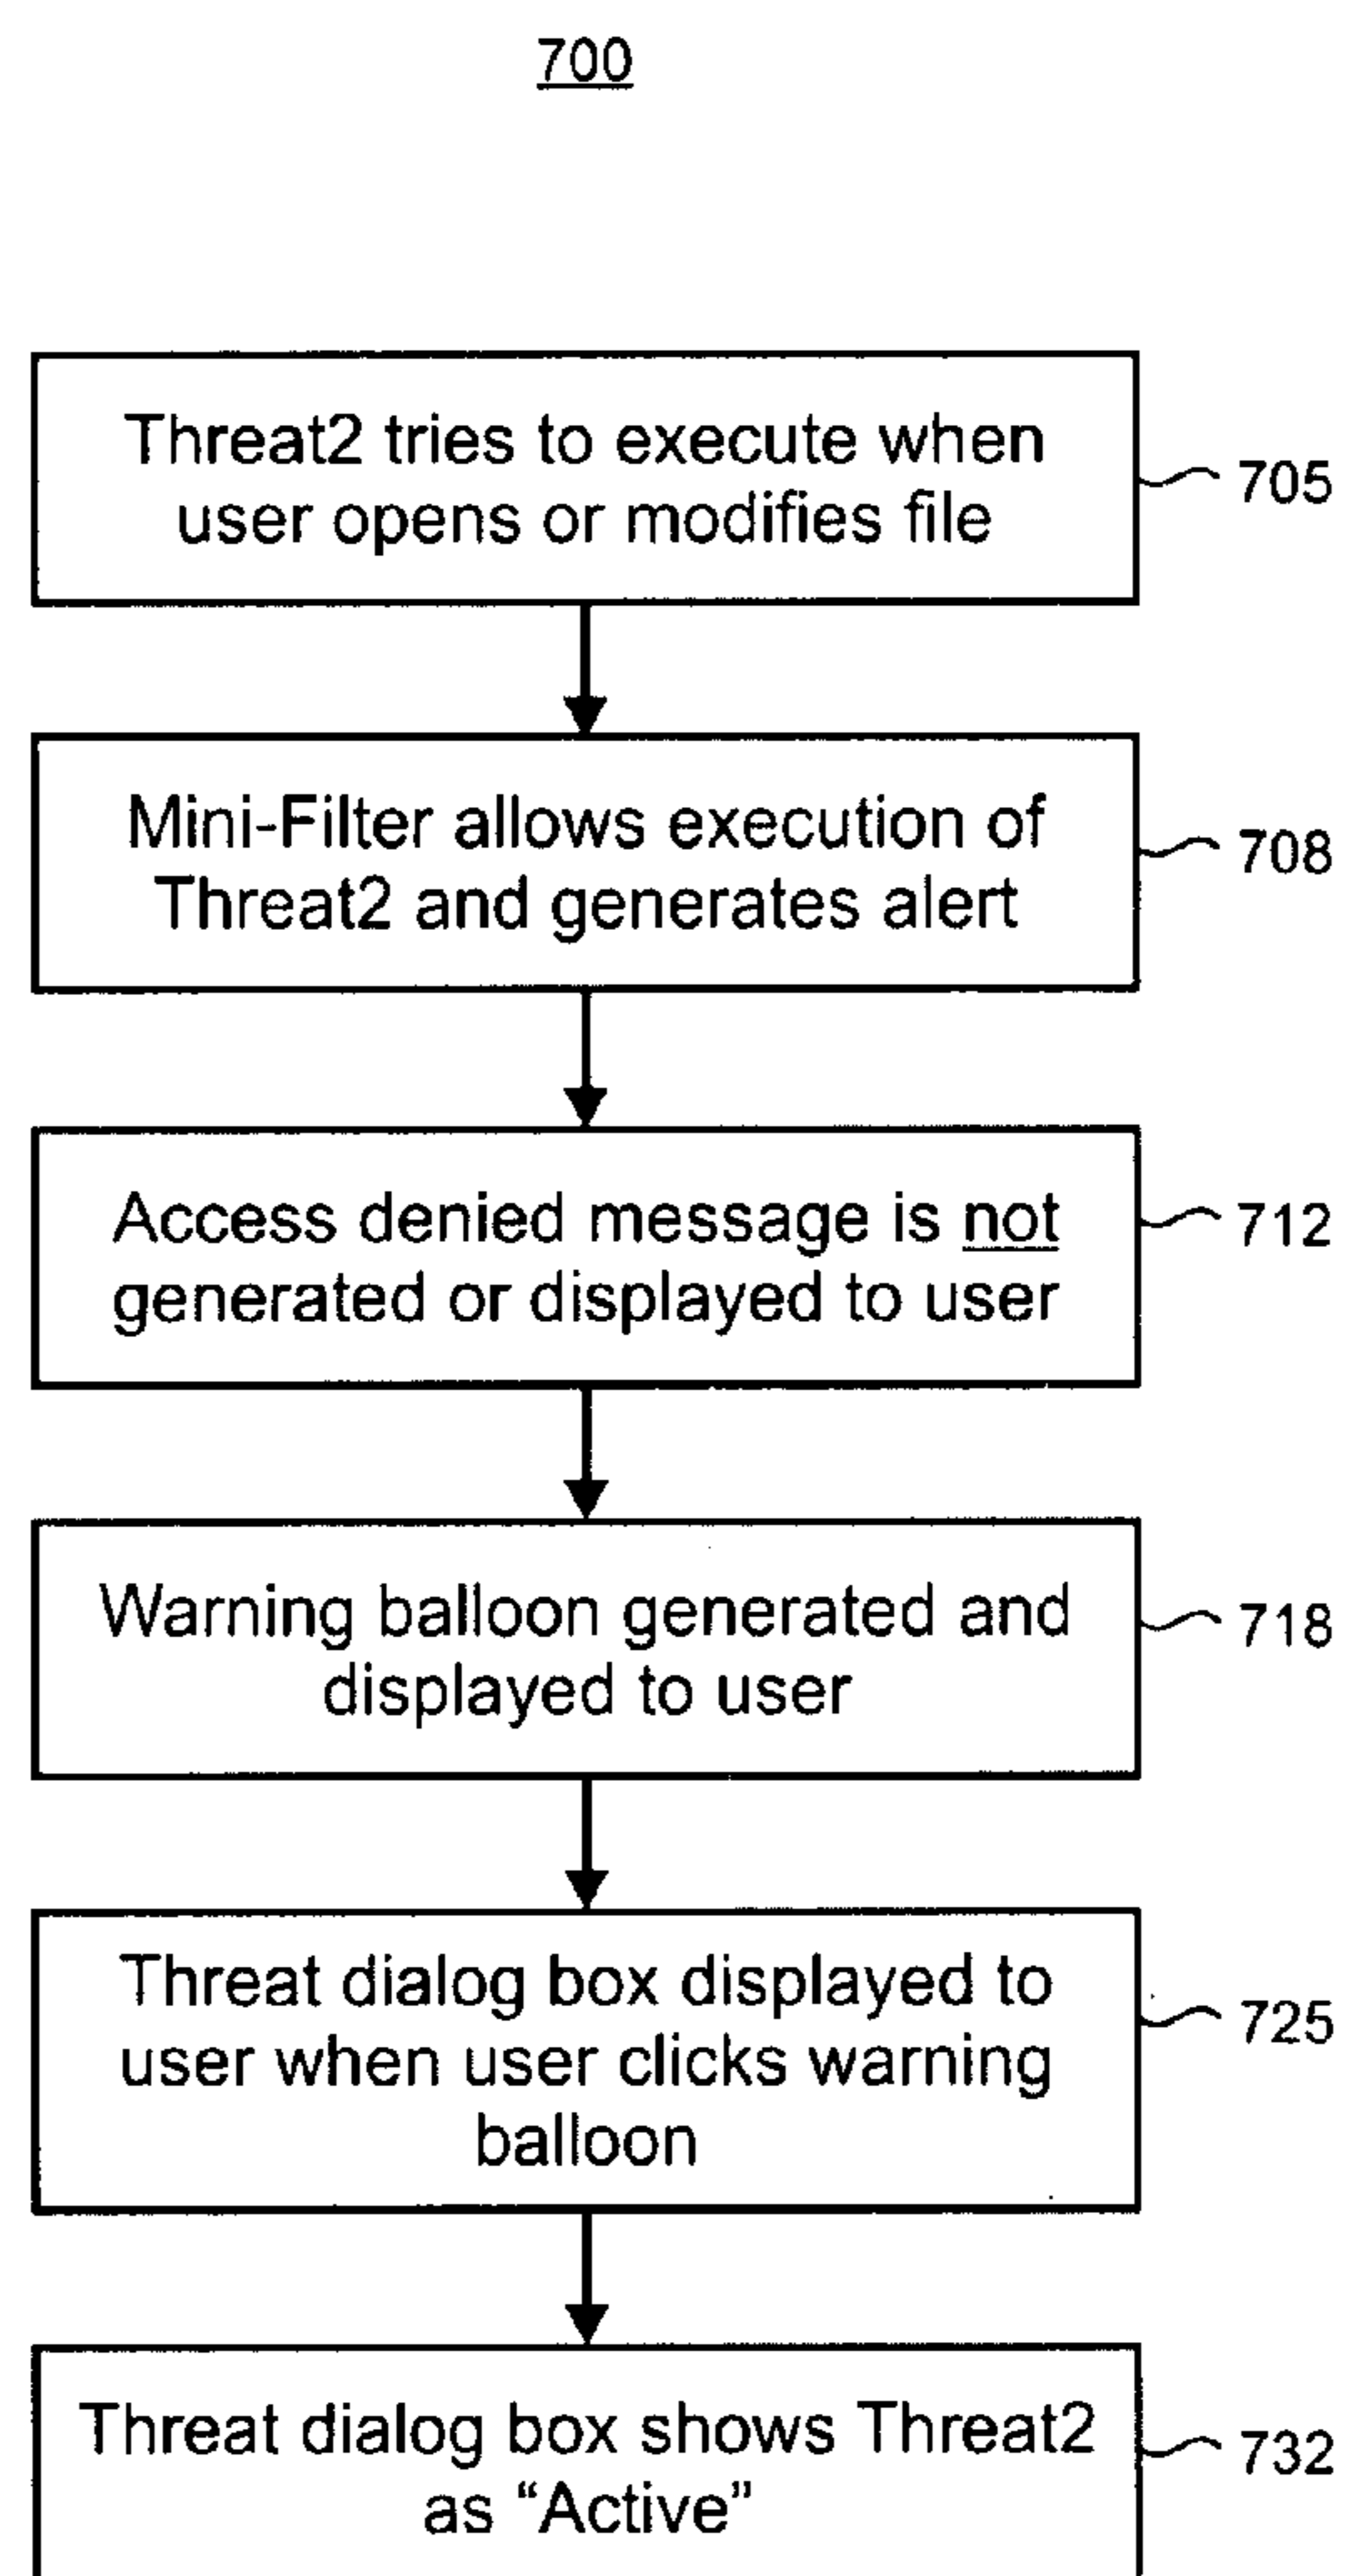 700
Threat2 tries to execute when
user opens or modifies file
705
Mini-Filter allows execution of
Threat2 and generates alert
708
Access denied message is not
generated or displayed to user
712
Warning balloon generated and
displayed to user
718
Threat dialog box displayed to
user when user clicks warning
balloon
725
Threat dialog box shows Threat2
as “Active”
732